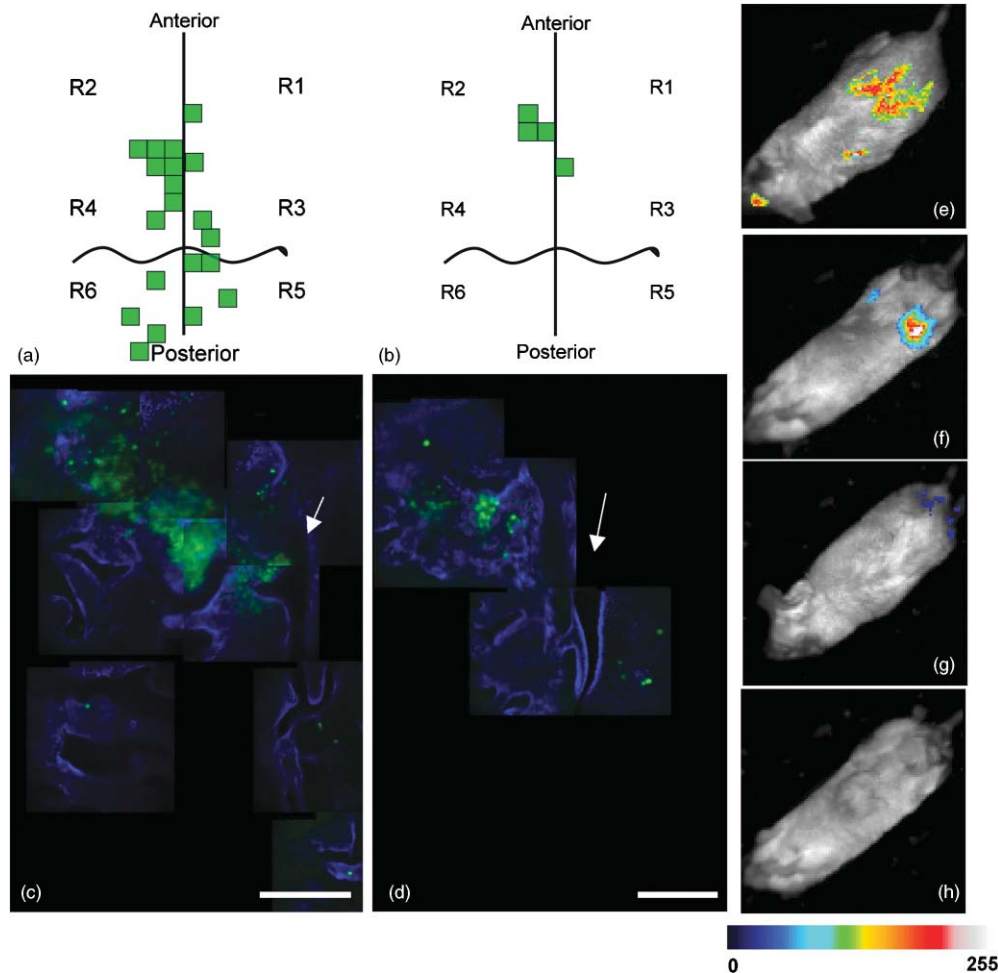 Anterior
R2 R1
R4 R3
R6 R5
(a) Posterior
Anterior
R2 R1
R4 R3
R6 R5
(b) Posterior
(c)
(d)
(e)
(f)
(g)
(h)
0 255